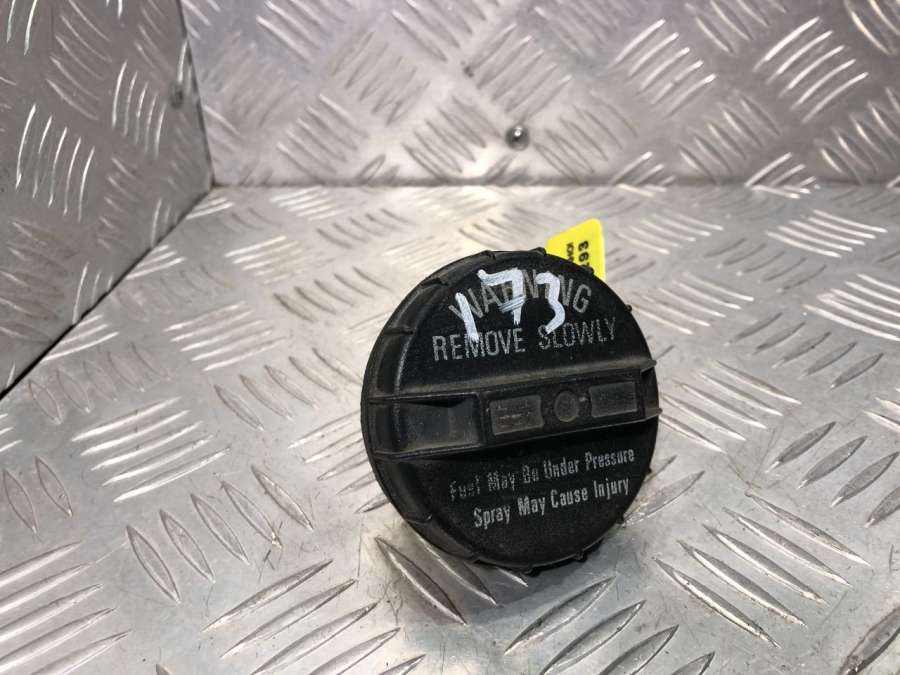 WARNING
173
REMOVE SLOWLY
Fuel May Be Under Pressure
Spray May Cause Injury